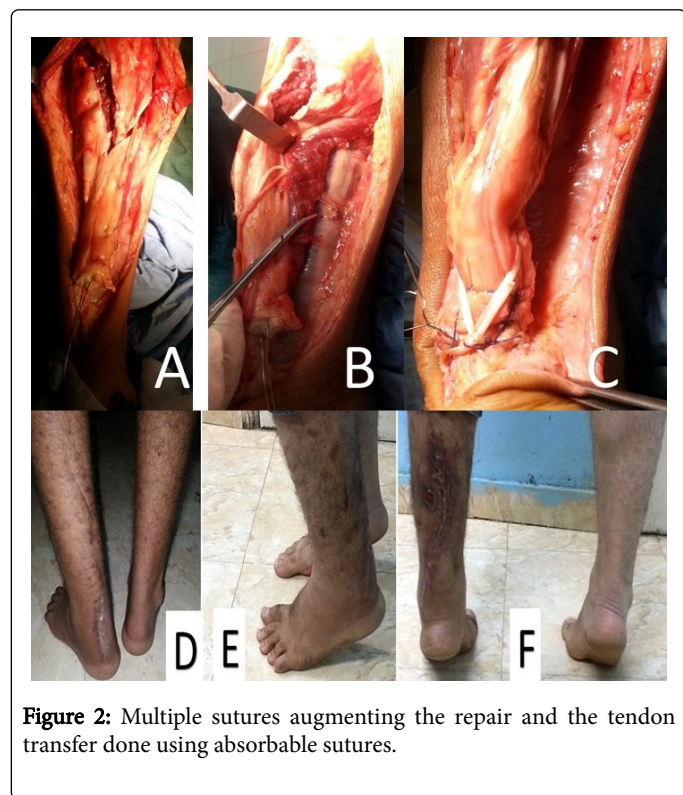 A
B
C
D
E
F
Figure 2: Multiple sutures augmenting the repair and the tendon
transfer done using absorbable sutures.